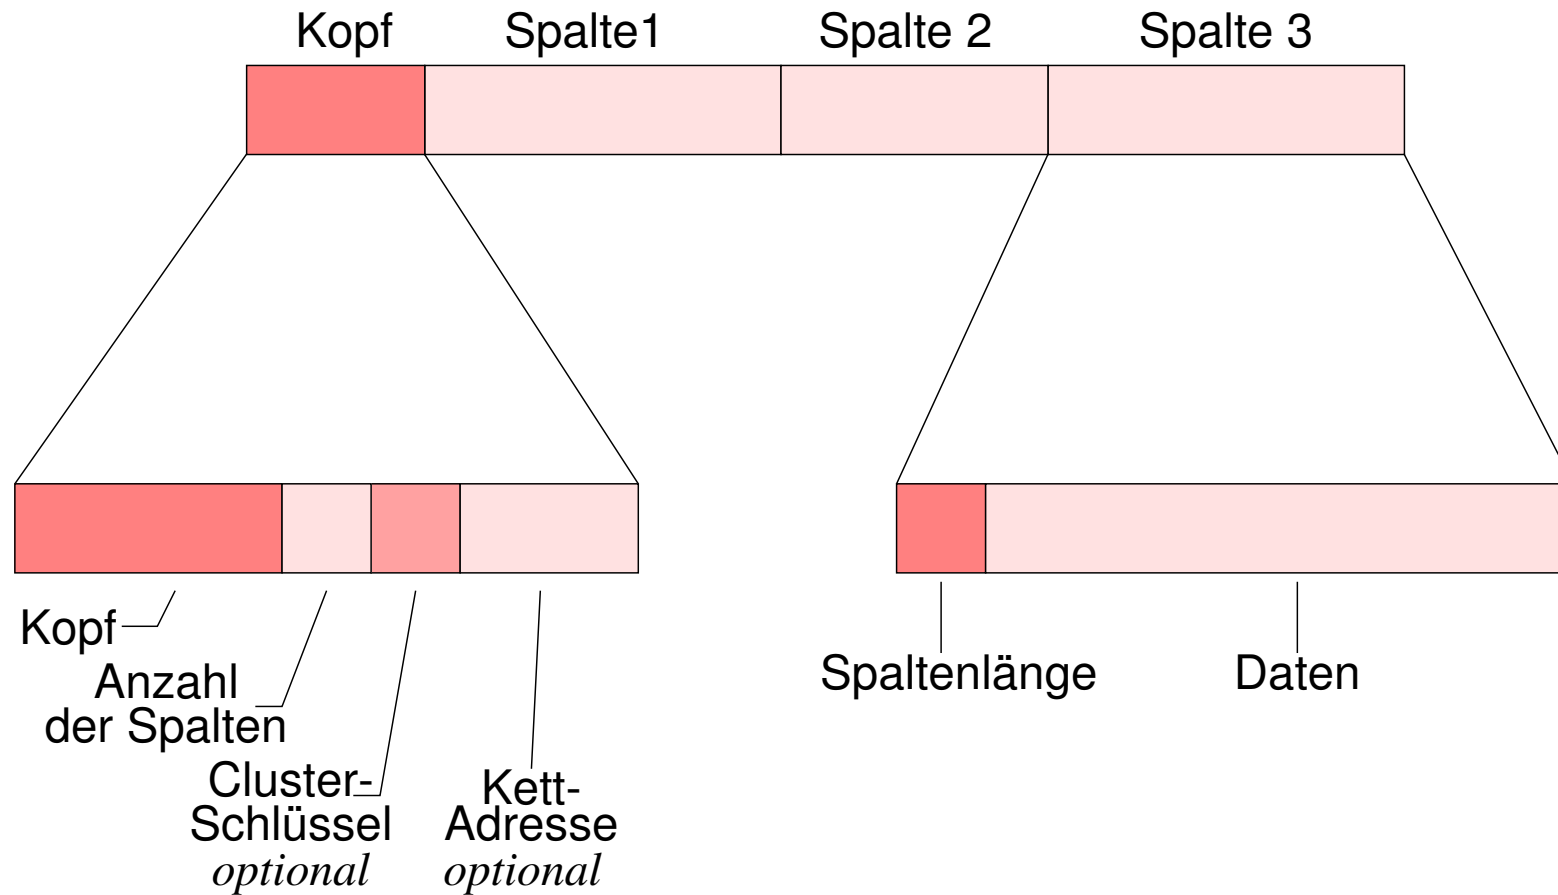 Kopf Spalte1 Spalte 2 Spalte 3
Kopf
Anzahl
der Spalten
Cluster-
Schlüssel
optional
Kett-
Adresse
optional
Spaltenlänge
Daten